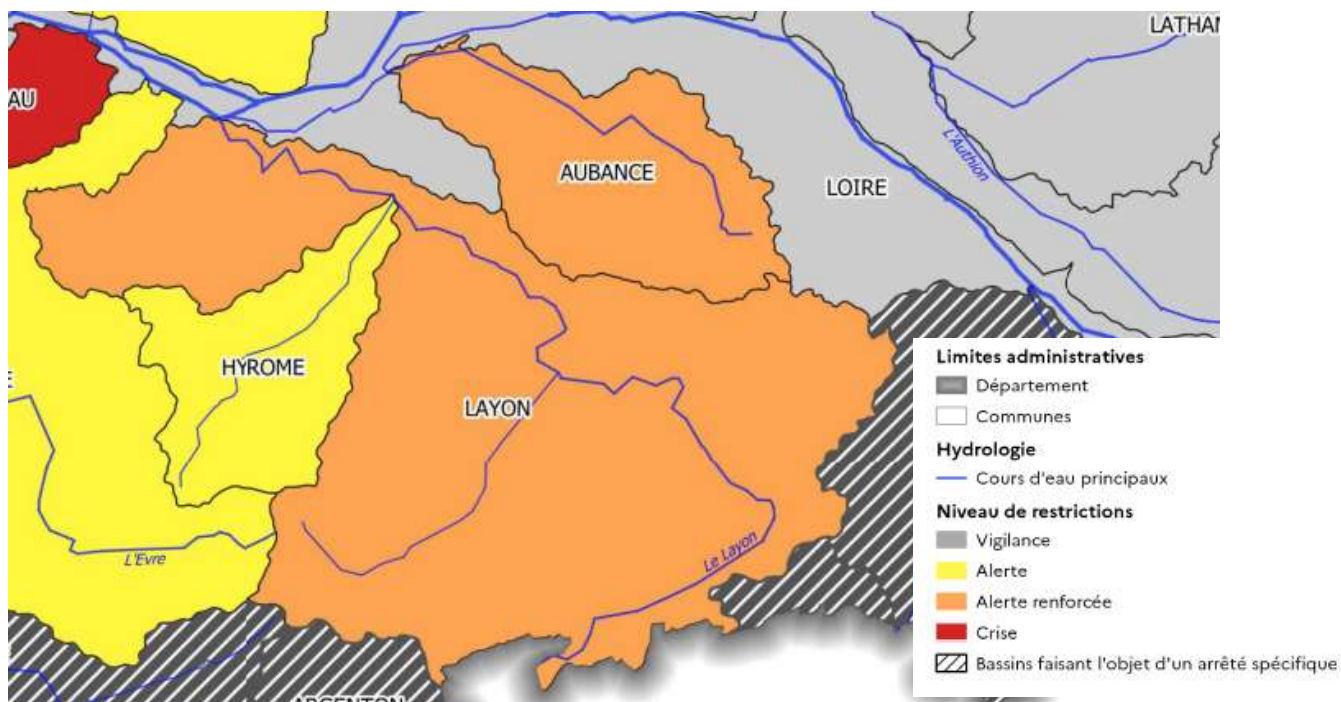 LATHAN
AU
L'Authion
AUBANCE
LOIRE
HYROME
E
LAYON
L'Evre
Le Layon
ARGENTON
Limites administratives
Département
Communes
Hydrologie
Cours d'eau principaux
Niveau de restrictions
Vigilance
Alerte
Alerte renforcée
Crise
Bassins faisant l'objet d'un arrêté spécifique